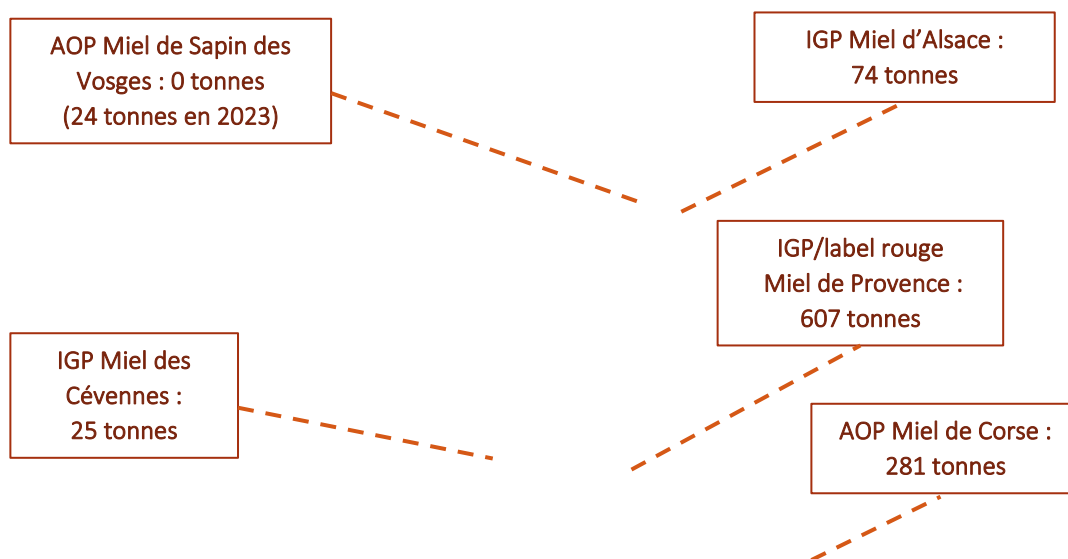 AOP Miel de Sapin des
Vosges : 0 tonnes
(24 tonnes en 2023)
IGP Miel d’Alsace :
74 tonnes
IGP/label rouge
Miel de Provence :
607 tonnes
IGP Miel des
Cévennes :
25 tonnes
AOP Miel de Corse :
281 tonnes